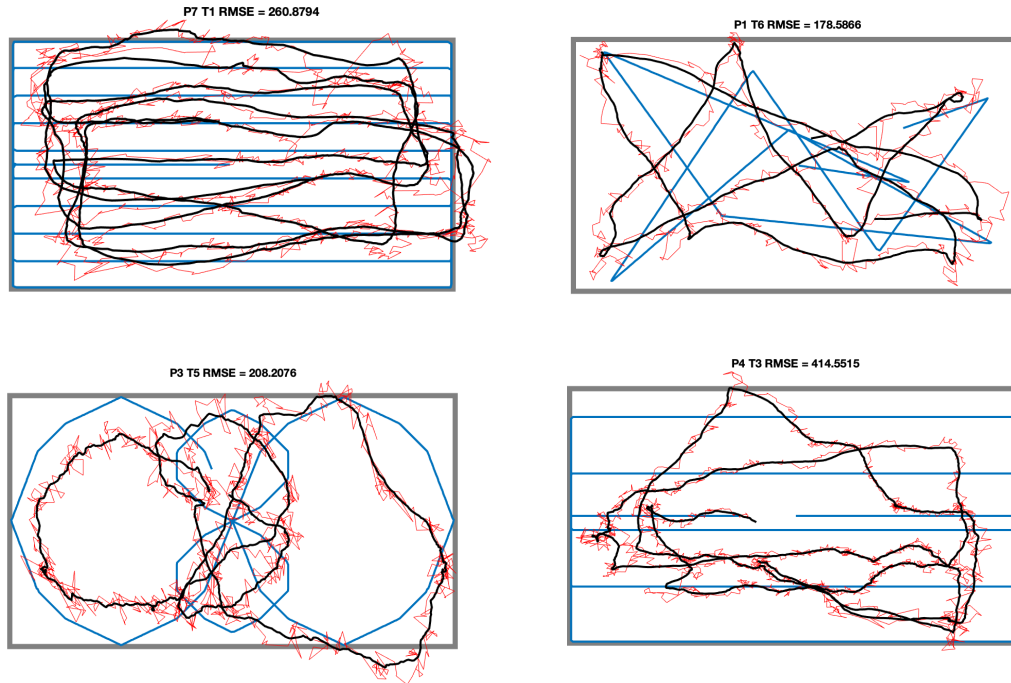 P7 T1 RMSE = 260.8794
P1 T6 RMSE = 178.5866
P3 T5 RMSE = 208.2076
P4 T3 RMSE = 414.5515